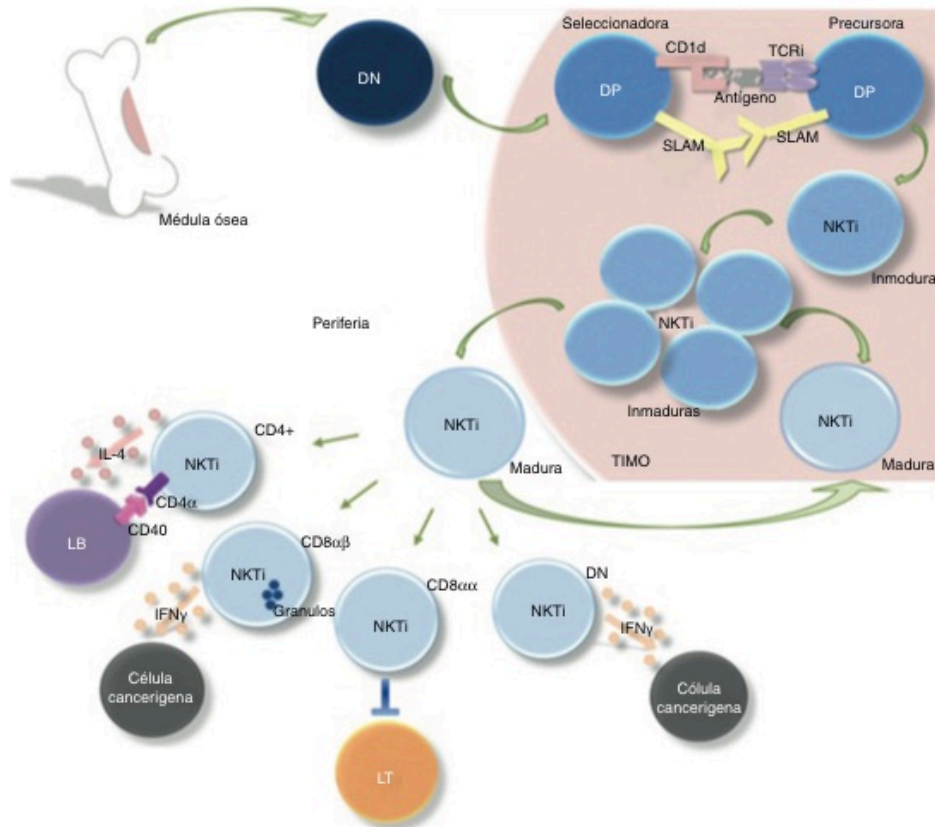 Seleccionadora
Precursora
CD1d
TCRi
DN
DP
Antígeno
DP
SLAM
SLAM
Médula ósea
NKTi
Inmodura
Periferia
NKTi
Inmaduras
NKTi
Madura
TIMO
NKTi
Madura
CD4+
IL-4
NKTi
CD4α
CD40
LB
CD8αβ
NKTi
Granulos
IFNγ
Célula
cancerigena
CD8αα
NKTi
LT
DN
NKTi
IFNγ
Cólula
cancerigena